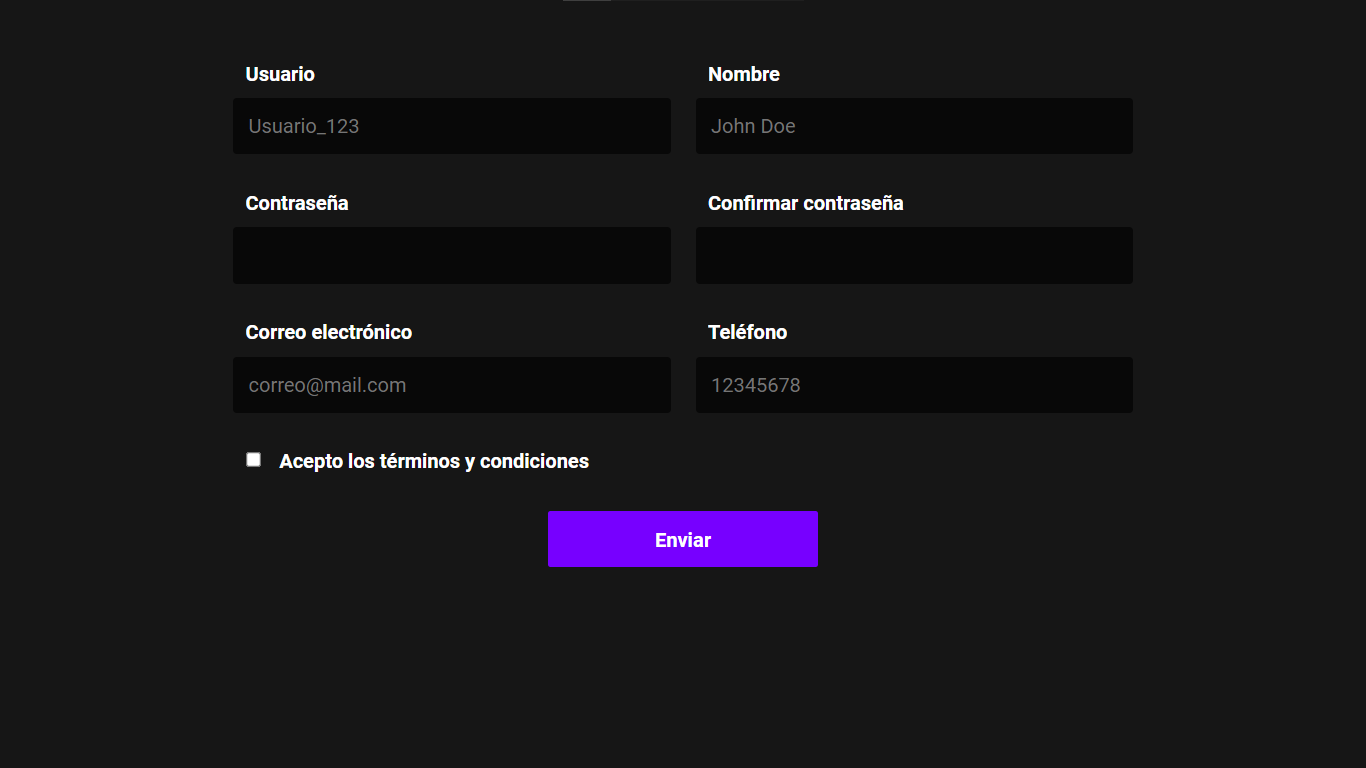 Usuario
Nombre
Usuario_123
John Doe
Contraseña
Confirmar contraseña
Correo electrónico
Teléfono
correo@mail.com
12345678
Acepto los términos y condiciones
Enviar